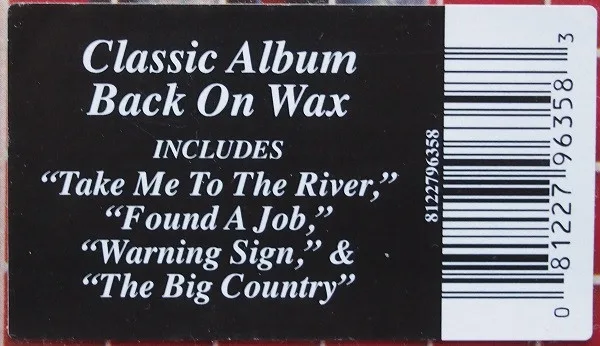 Classic Album
Back On Wax
INCLUDES
“Take Me To The River,”
“Found A Job,”
“Warning Sign,” &
“The Big Country”
8122796358
0 81227 96358 3